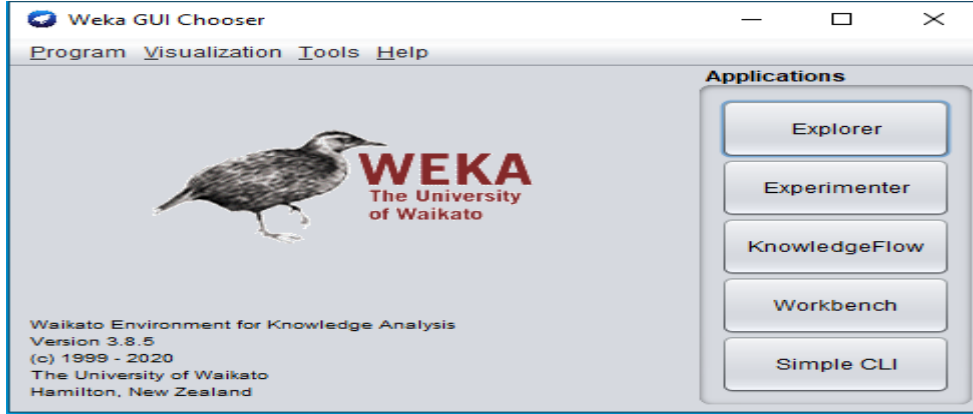 Weka GUI Chooser
Program Visualization Tools Help
Applications
Explorer
Experimenter
KnowledgeFlow
Workbench
Simple CLI
WEKA
The University
of Waikato
Waikato Environment for Knowledge Analysis
Version 3.8.5
(c) 1999 - 2020
The University of Waikato
Hamilton, New Zealand